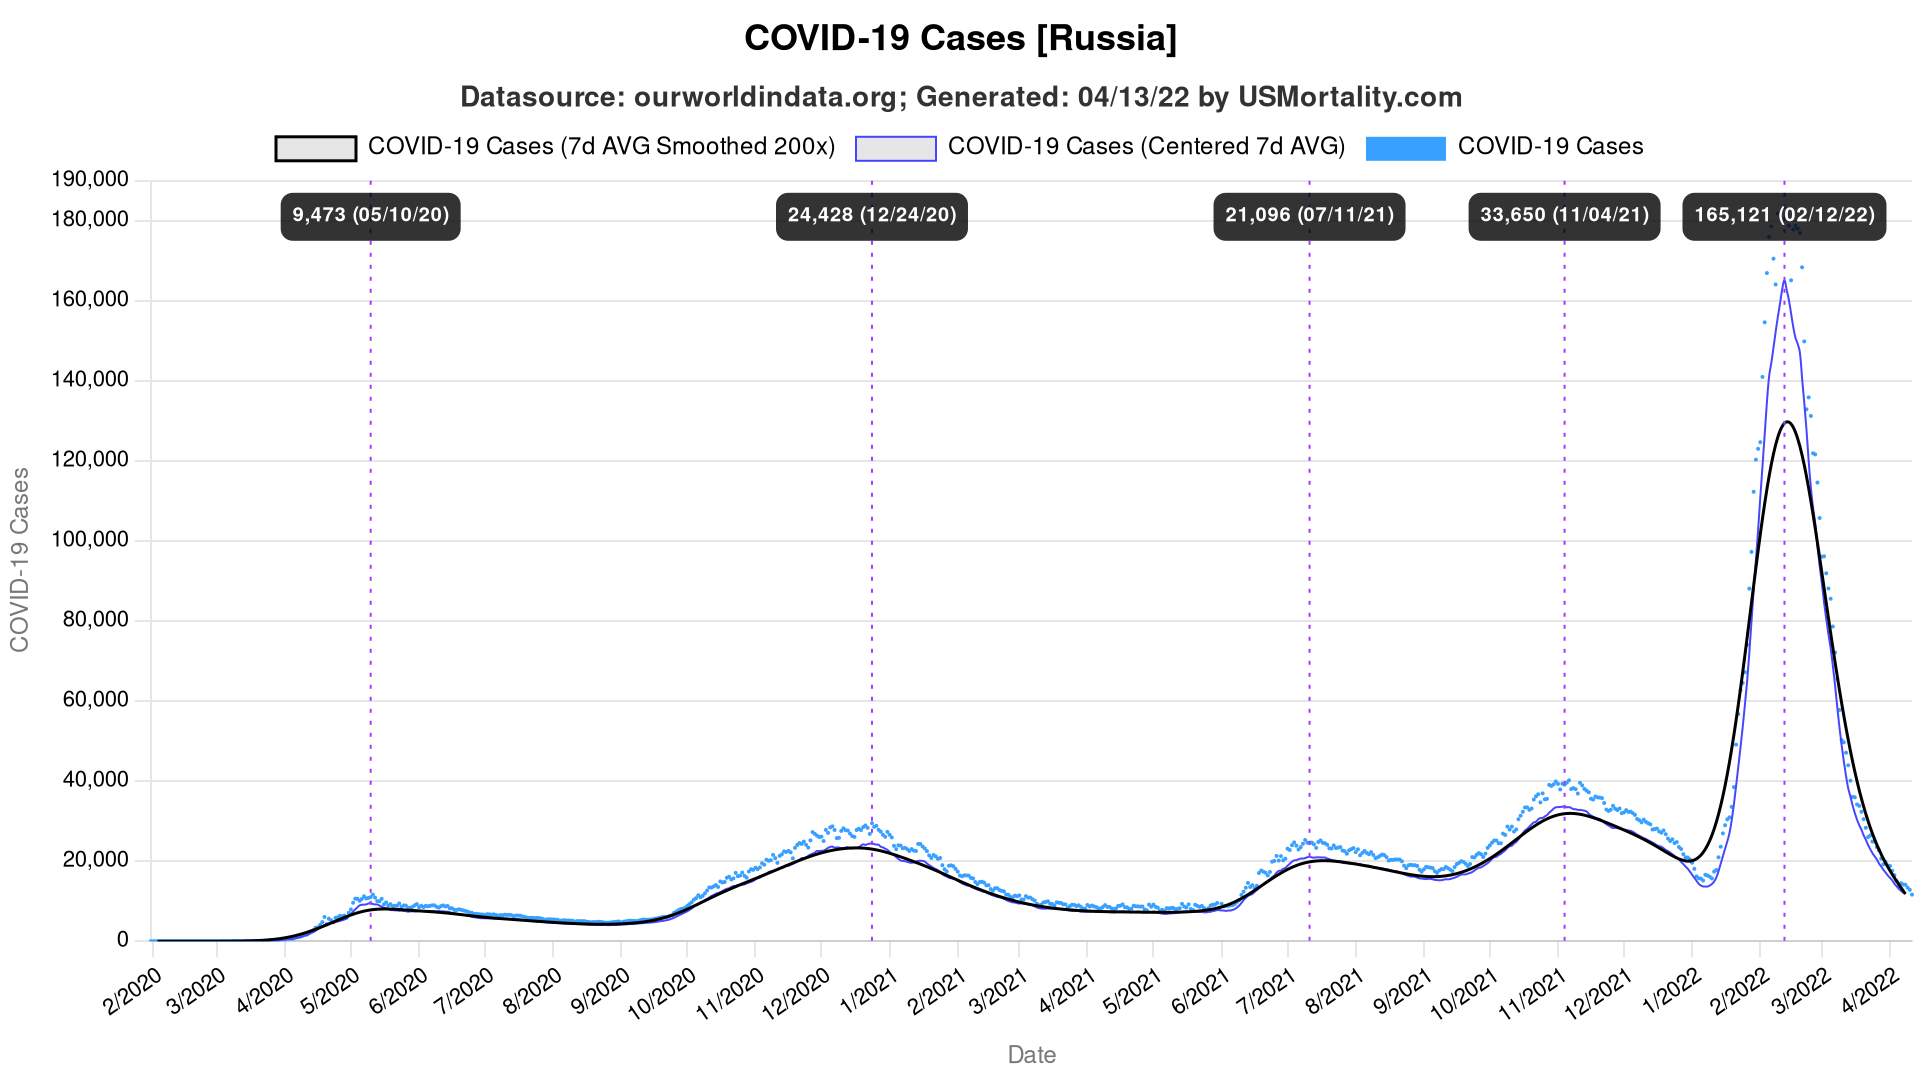 COVID-19 Cases [Russia]
Datasource: ourworldindata.org; Generated: 04/13/22 by USMortality.com
COVID-19 Cases (7d AVG Smoothed 200x) COVID-19 Cases (Centered 7d AVG) COVID-19 Cases
190,000
180,000
160,000
140,000
120,000
100,000
80,000
60,000
40,000
20,000
0
COVID-19 Cases
9,473 (05/10/20) 24,428 (12/24/20) 21,096 (07/11/21) 33,650 (11/04/21) 165,121 (02/12/22)
2/2020 3/2020 4/2020 5/2020 6/2020 7/2020 8/2020 9/2020 10/2020 11/2020 12/2020 1/2021 2/2021 3/2021 4/2021 5/2021 6/2021 7/2021 8/2021 9/2021 10/2021 11/2021 12/2021 1/2022 2/2022 3/2022 4/2022
Date